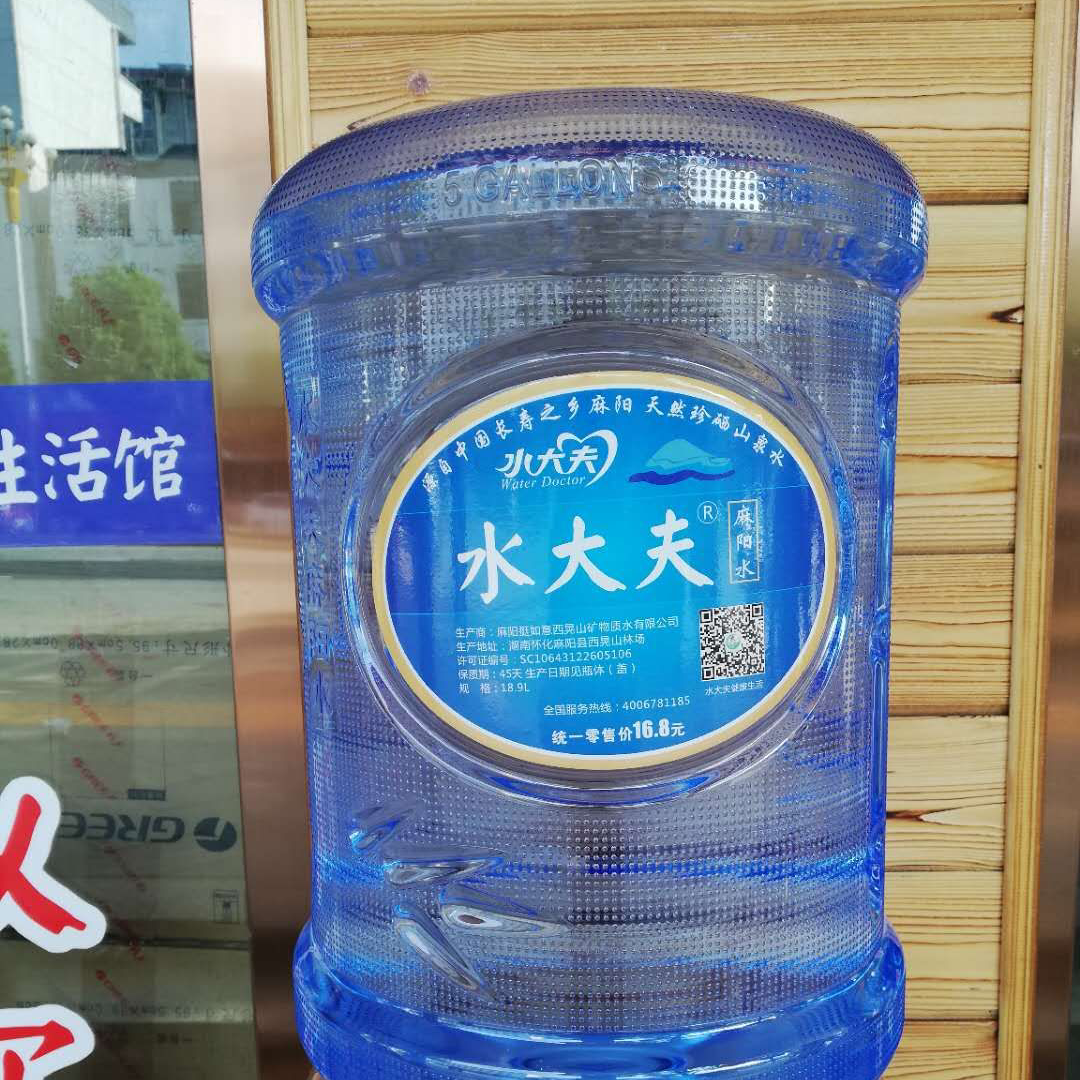 5 GALLONS
源自中国长寿之乡麻阳 天然珍硒山泉水
水大夫
Water Doctor
水大夫®
麻阳水
生产商：麻阳挺如意西晃山矿物质水有限公司
生产地址：湖南怀化麻阳县西晃山林场
许可证编号：SC10643122605106
保质期：45天 生产日期见瓶体（盖）
规 格：18.9L
水大夫健康生活
全国服务热线：4006781185
统一零售价16.8元
生活馆
GREE